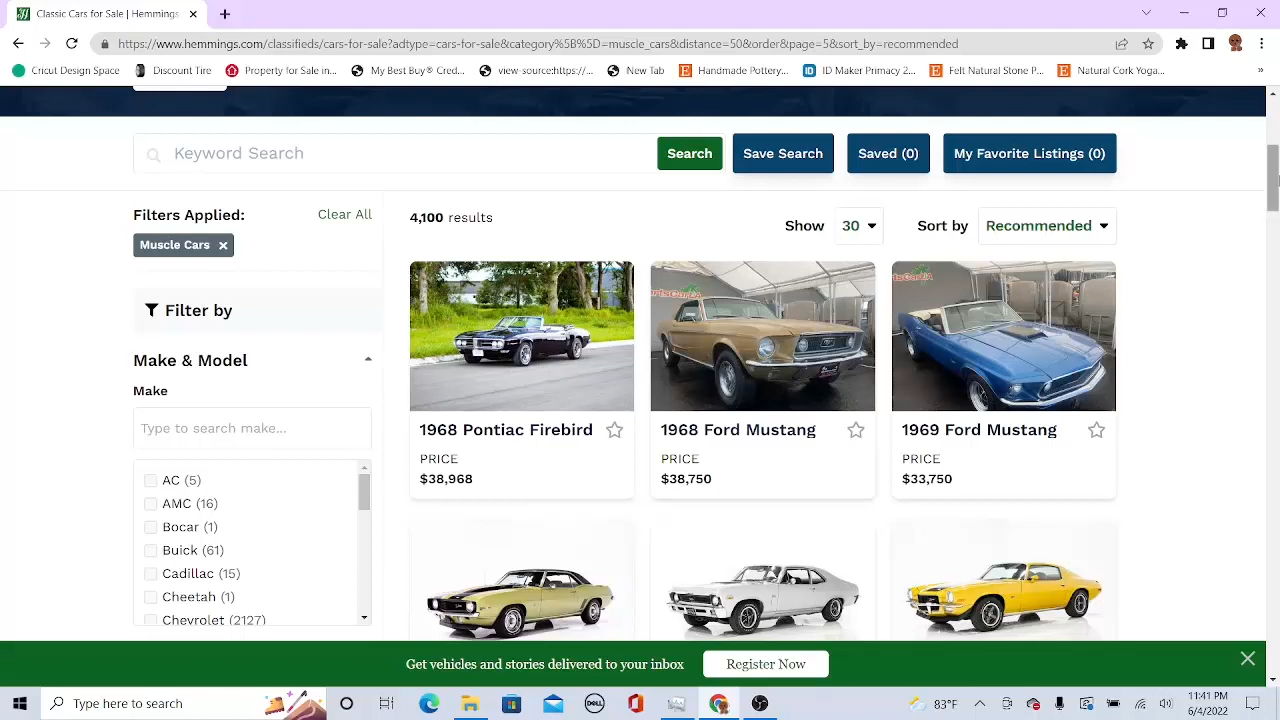 Classic Cars for Sale | Hemmings
https://www.hemmings.com/classifieds/cars-for-sale?adtype=cars-for-sale&category%5B%5D=muscle_cars&distance=50&order&page=5&sort_by=recommended
Cricut Design Space
Discount Tire
Property for Sale in...
My Best Buy® Cred...
view-source:https://...
New Tab
Handmade Pottery...
ID Maker Primacy 2...
Felt Natural Stone P...
Natural Cork Yoga...
Keyword Search
Search
Save Search
Saved (0)
My Favorite Listings (0)
Filters Applied:
Clear All
Muscle Cars
4,100 results
Show
30
Sort by
Recommended
Filter by
Make & Model
Make
Type to search make...
AC (5)
AMC (16)
Bocar (1)
Buick (61)
Cadillac (15)
Cheetah (1)
Chevrolet (2127)
1968 Pontiac Firebird
PRICE
$38,968
1968 Ford Mustang
PRICE
$38,750
1969 Ford Mustang
PRICE
$33,750
Get vehicles and stories delivered to your inbox
Register Now
Type here to search
DELL
83°F
11:41 PM
6/4/2022